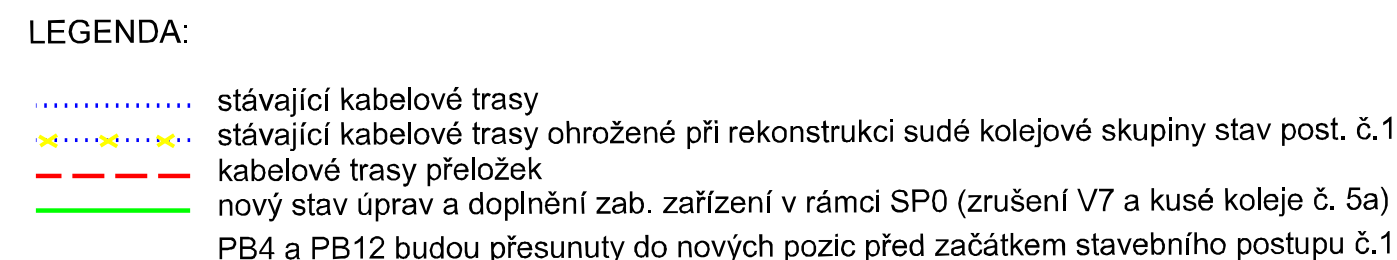 LEGENDA:
stávající kabelové trasy
stávající kabelové trasy ohrožené při rekonstrukci sudé kolejové skupiny stav post. č.1
kabelové trasy přeložek
nový stav úprav a doplnění zab. zařízení v rámci SP0 (zrušení V7 a kusé koleje č. 5a)
PB4 a PB12 budou přesunuty do nových pozic před začátkem stavebního postupu č.1